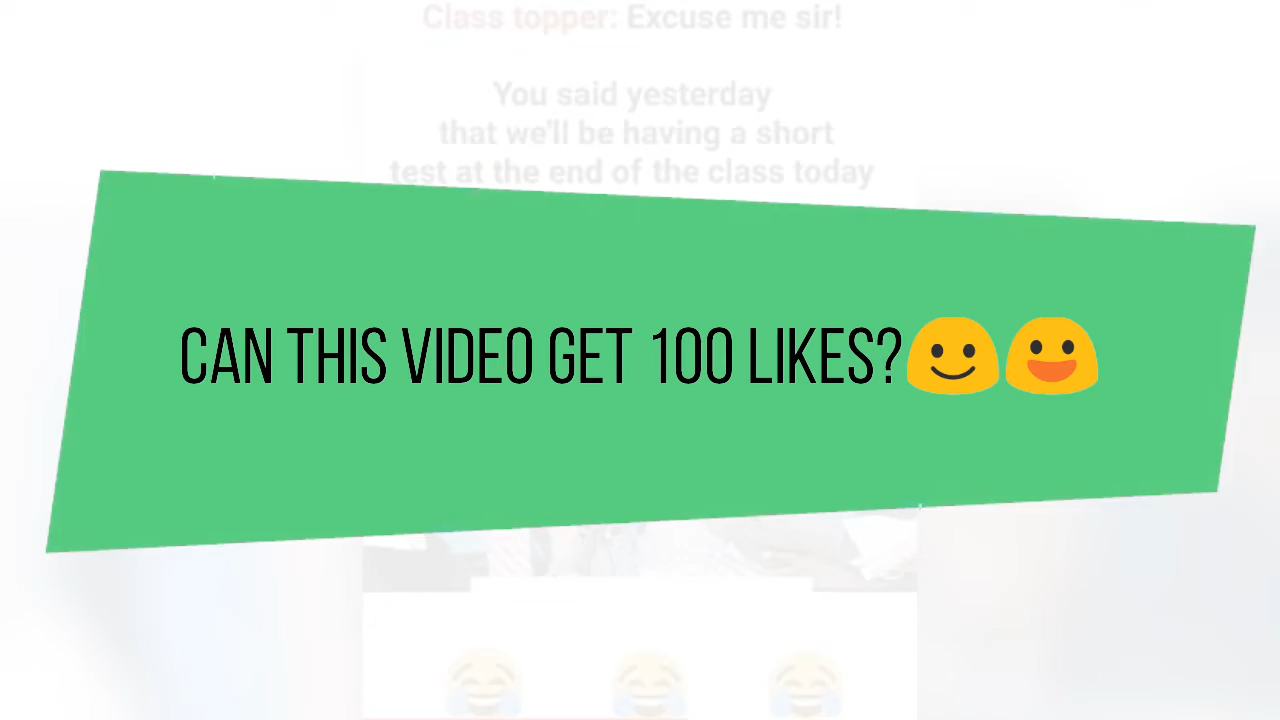 Class topper: Excuse me sir!
You said yesterday
that we'll be having a short
test at the end of the class today
CAN THIS VIDEO GET 100 LIKES?🙂😃